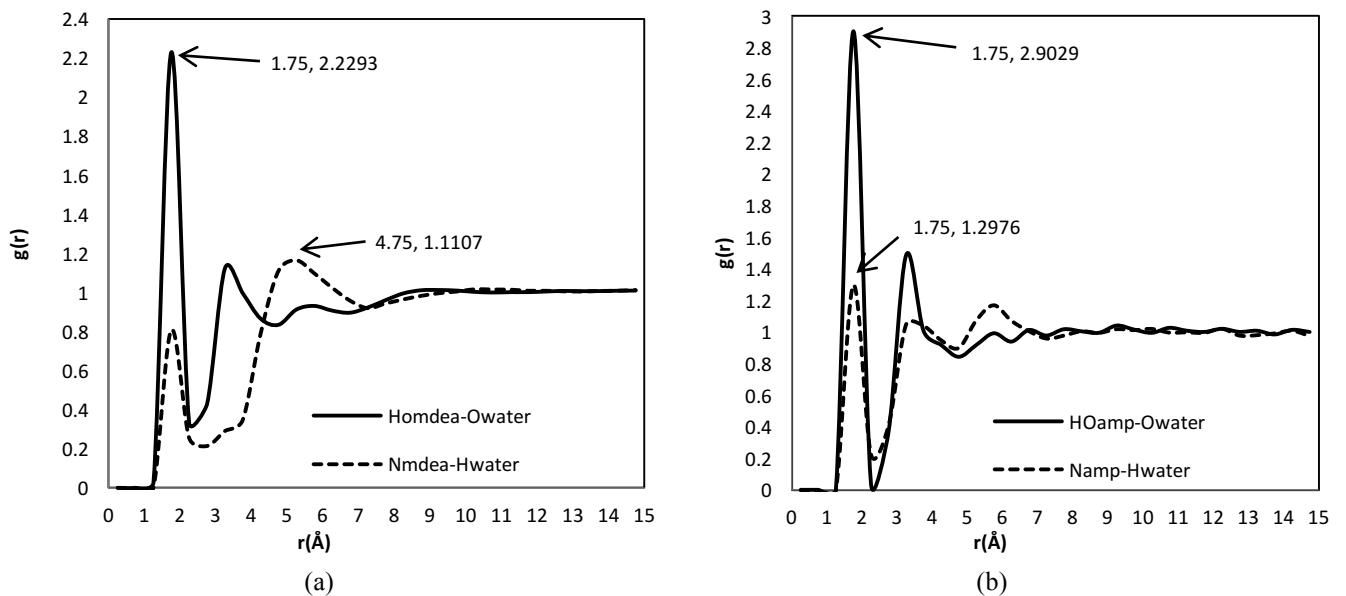 2.4
2.2
2
1.8
1.6
1.4
1.2
1
0.8
0.6
0.4
0.2
0
g(r)
1.75, 2.2293
4.75, 1.1107
Homdea-Owater
Nmdea-Hwater
0 1 2 3 4 5 6 7 8 9 10 11 12 13 14 15
r(Å)
(a)
3
2.8
2.6
2.4
2.2
2
1.8
1.6
1.4
1.2
1
0.8
0.6
0.4
0.2
0
g(r)
1.75, 2.9029
1.75, 1.2976
HOamp-Owater
Namp-Hwater
0 1 2 3 4 5 6 7 8 9 10 11 12 13 14 15
r(Å)
(b)